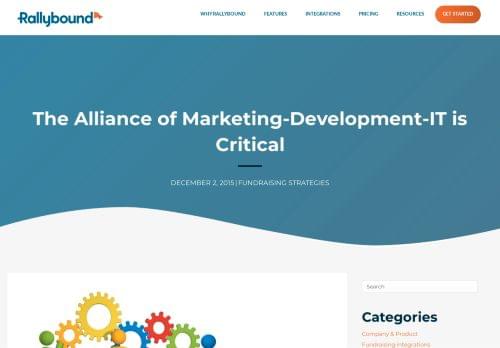 Rallybound
WHY RALLYBOUND
FEATURES
INTEGRATIONS
PRICING
RESOURCES
GET STARTED
The Alliance of Marketing-Development-IT is
Critical
DECEMBER 2, 2015 | FUNDRAISING STRATEGIES
Search
Categories
Company & Product
Fundraising Integrations